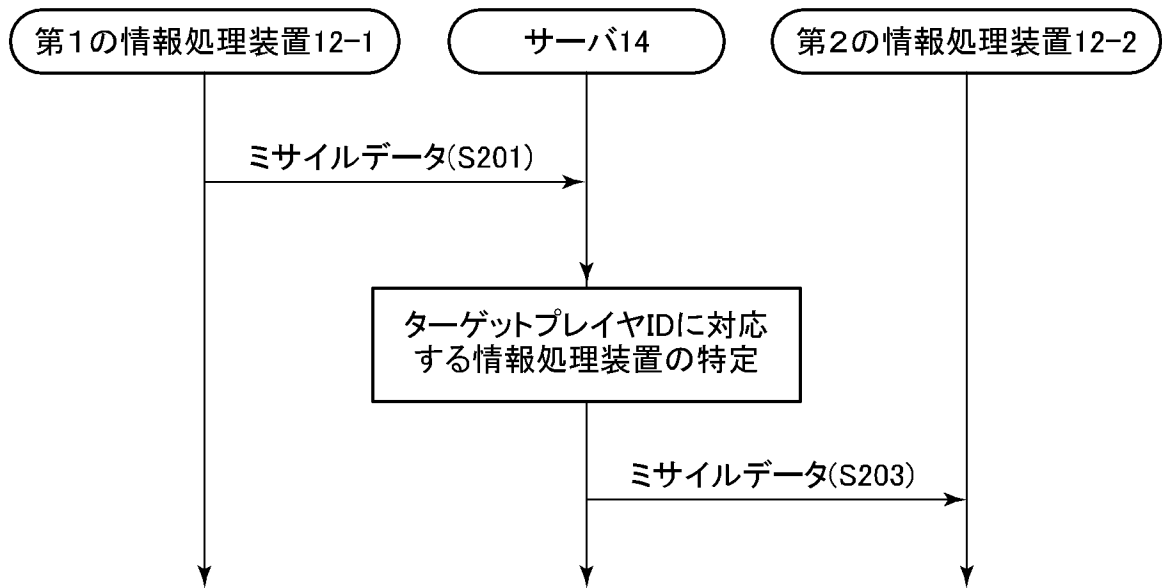 第１の情報処理装置12-1
サーバ14
第２の情報処理装置12-2
ミサイルデータ(S201)
ターゲットプレイヤIDに対応
する情報処理装置の特定
ミサイルデータ(S203)